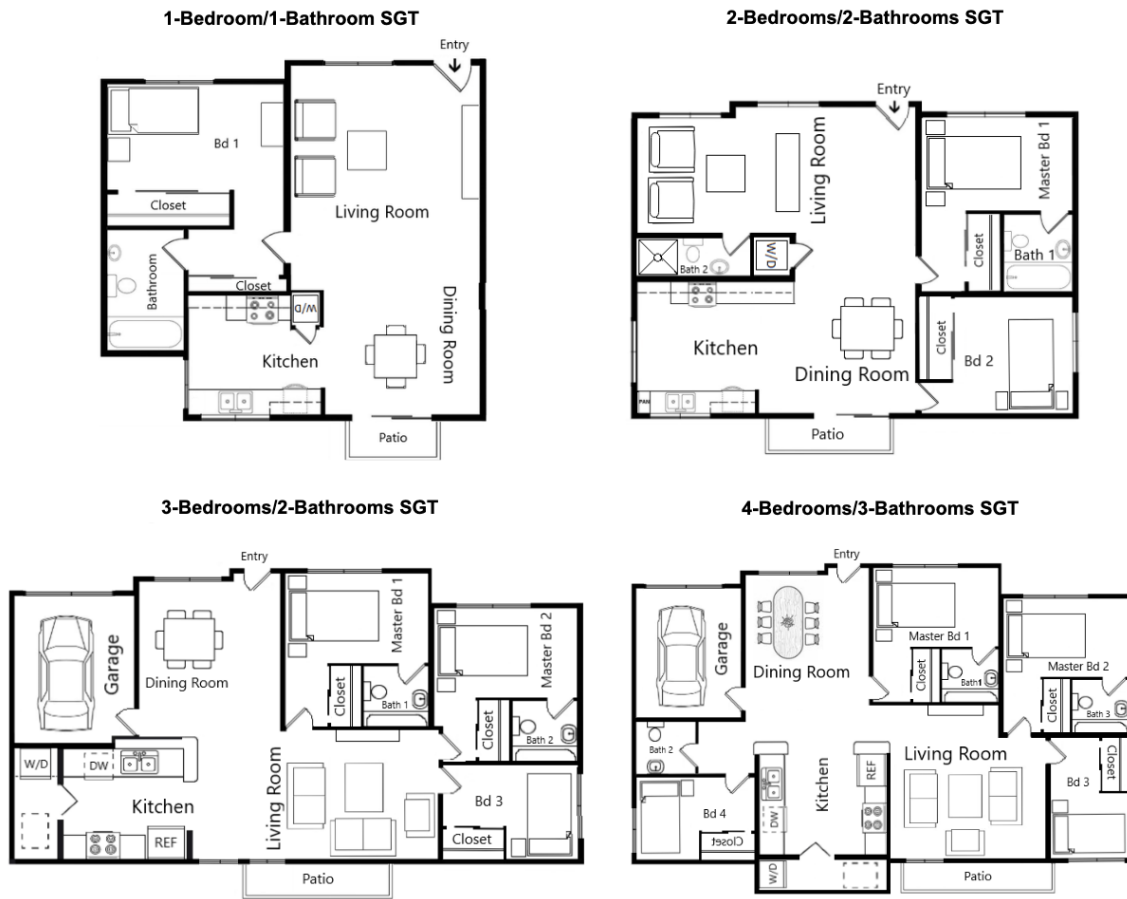 1-Bedroom/1-Bathroom SGT
Entry
Bd 1
Closet
Living Room
Bathroom
Closet
W/D
Kitchen
Dining Room
Patio
2-Bedrooms/2-Bathrooms SGT
Entry
Living Room
Master Bd 1
Bath 2
W/D
Closet
Bath 1
Kitchen
Dining Room
Closet
Bd 2
PAN
Patio
3-Bedrooms/2-Bathrooms SGT
Entry
Garage
Dining Room
Master Bd 1
Master Bd 2
Closet
Bath 1
Closet
Bath 2
W/D
DW
Kitchen
REF
Living Room
Bd 3
Closet
Patio
4-Bedrooms/3-Bathrooms SGT
Entry
Garage
Dining Room
Master Bd 1
Master Bd 2
Closet
Bath1
Closet
Bath 3
Bath 2
Kitchen
REF
Living Room
Closet
Bd 3
Bd 4
DW
Closet
W/D
Patio